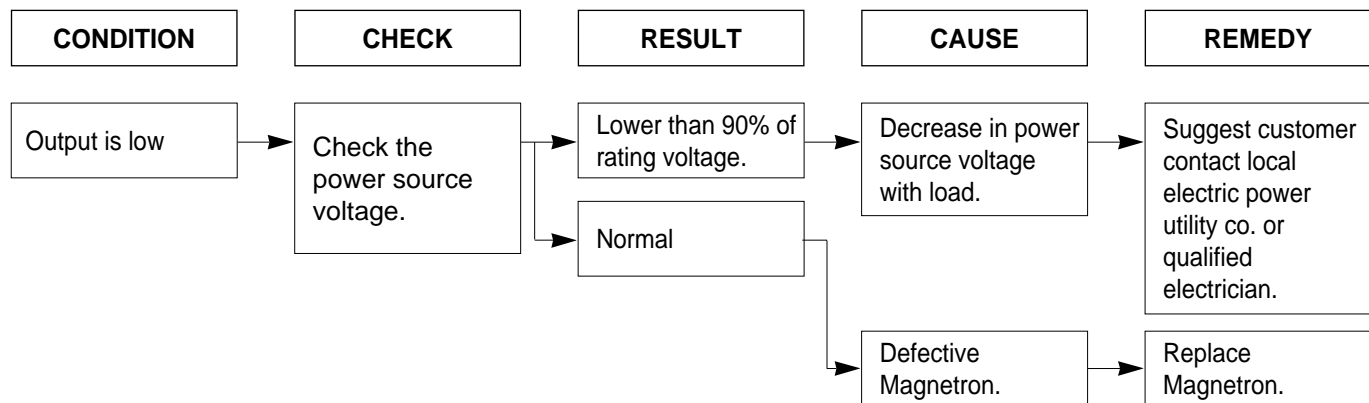 CONDITION
CHECK
RESULT
CAUSE
REMEDY
Output is low
Check the
power source
voltage.
Lower than 90% of
rating voltage.
Decrease in power
source voltage
with load.
Suggest customer
contact local
electric power
utility co. or
qualified
electrician.
Normal
Defective
Magnetron.
Replace
Magnetron.